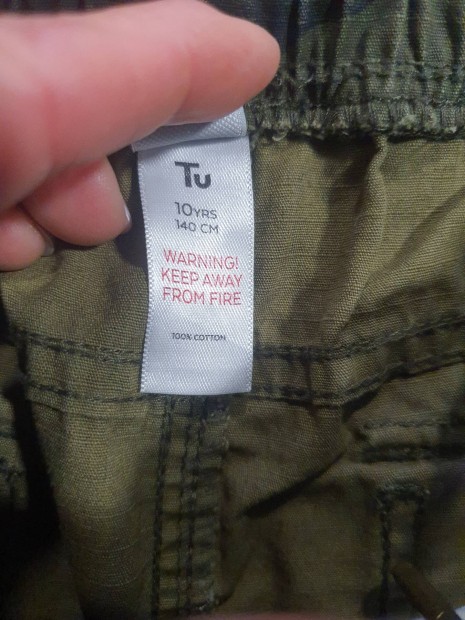 Tu
10YRS
140 CM
WARNING!
KEEP AWAY
FROM FIRE
100% COTTON